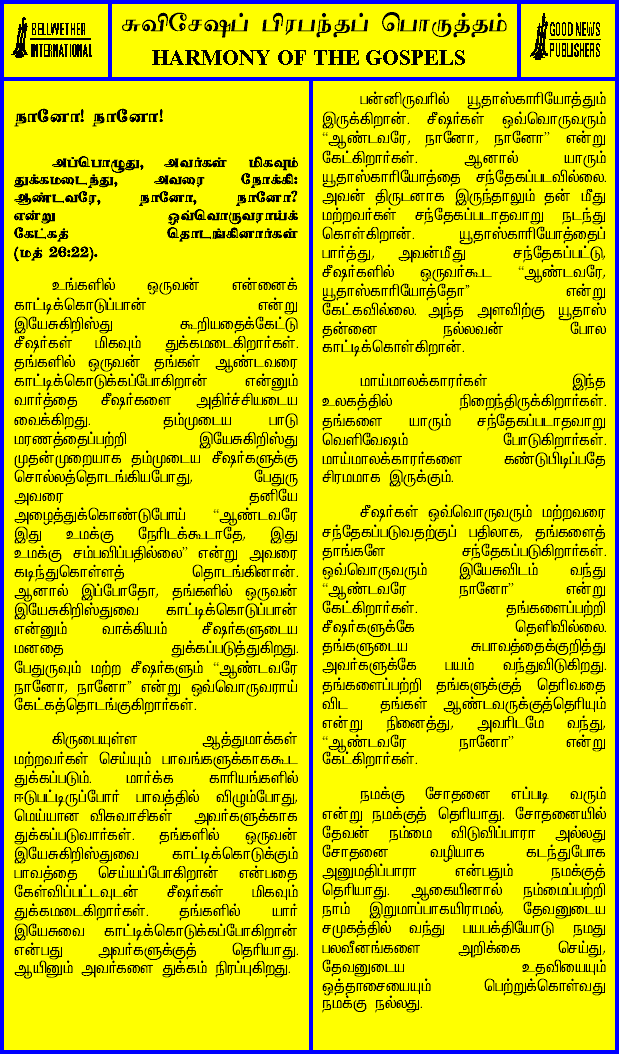 BELLWETHER
INTERNATIONAL
சுவிசேஷப் பிரபந்தப் பொருத்தம்
HARMONY OF THE GOSPELS
GOOD NEWS
PUBLISHERS
நானோ! நானோ!
அப்பொழுது, அவர்கள் மிகவும்
துக்கமடைந்து, அவரை நோக்கி:
ஆண்டவரே, நானோ, நானோ?
என்று ஒவ்வொருவராய்க்
கேட்கத் தொடங்கினார்கள்
(மத் 26:22).
உங்களில் ஒருவன் என்னைக்
காட்டிக்கொடுப்பான் என்று
இயேசுகிறிஸ்து கூறியதைக்கேட்டு
சீஷர்கள் மிகவும் துக்கமடைகிறார்கள்.
தங்களில் ஒருவன் தங்கள் ஆண்டவரை
காட்டிக்கொடுக்கப்போகிறான் என்னும்
வார்த்தை சீஷர்களை அதிர்ச்சியடைய
வைக்கிறது. தம்முடைய பாடு
மரணத்தைப்பற்றி இயேசுகிறிஸ்து
முதன்முறையாக தம்முடைய சீஷர்களுக்கு
சொல்லத்தொடங்கியபோது, பேதுரு
அவரை தனியே
அழைத்துக்கொண்டுபோய் “ஆண்டவரே
இது உமக்கு நேரிடக்கூடாதே, இது
உமக்கு சம்பவிப்பதில்லை” என்று அவரை
கடிந்துகொள்ளத் தொடங்கினான்.
ஆனால் இப்போதோ, தங்களில் ஒருவன்
இயேசுகிறிஸ்துவை காட்டிக்கொடுப்பான்
என்னும் வாக்கியம் சீஷர்களுடைய
மனதை துக்கப்படுத்துகிறது.
பேதுருவும் மற்ற சீஷர்களும் “ஆண்டவரே
நானோ, நானோ” என்று ஒவ்வொருவராய்
கேட்கத்தொடங்குகிறார்கள்.
கிருபையுள்ள ஆத்துமாக்கள்
மற்றவர்கள் செய்யும் பாவங்களுக்காககூட
துக்கப்படும். மார்க்க காரியங்களில்
ஈடுபட்டிருப்போர் பாவத்தில் விழும்போது,
மெய்யான விசுவாசிகள் அவர்களுக்காக
துக்கப்படுவார்கள். தங்களில் ஒருவன்
இயேசுகிறிஸ்துவை காட்டிக்கொடுக்கும்
பாவத்தை செய்யப்போகிறான் என்பதை
கேள்விப்பட்டவுடன் சீஷர்கள் மிகவும்
துக்கமடைகிறார்கள். தங்களில் யார்
இயேசுவை காட்டிக்கொடுக்கப்போகிறான்
என்பது அவர்களுக்குத் தெரியாது.
ஆயினும் அவர்களை துக்கம் நிரப்புகிறது.
பன்னிருவரில் யூதாஸ்காரியோத்தும்
இருக்கிறான். சீஷர்கள் ஒவ்வொருவரும்
“ஆண்டவரே, நானோ, நானோ” என்று
கேட்கிறார்கள். ஆனால் யாரும்
யூதாஸ்காரியோத்தை சந்தேகப்படவில்லை.
அவன் திருடனாக இருந்தாலும் தன் மீது
மற்றவர்கள் சந்தேகப்படாதவாறு நடந்து
கொள்கிறான். யூதாஸ்காரியோத்தைப்
பார்த்து, அவன்மீது சந்தேகப்பட்டு,
சீஷர்களில் ஒருவர்கூட “ஆண்டவரே,
யூதாஸ்காரியோத்தோ” என்று
கேட்கவில்லை. அந்த அளவிற்கு யூதாஸ்
தன்னை நல்லவன் போல
காட்டிக்கொள்கிறான்.
மாய்மாலக்காரர்கள் இந்த
உலகத்தில் நிறைந்திருக்கிறார்கள்.
தங்களை யாரும் சந்தேகப்படாதவாறு
வெளிவேஷம் போடுகிறார்கள்.
மாய்மாலக்காரர்களை கண்டுபிடிப்பதே
சிரமமாக இருக்கும்.
சீஷர்கள் ஒவ்வொருவரும் மற்றவரை
சந்தேகப்படுவதற்குப் பதிலாக, தங்களைத்
தாங்களே சந்தேகப்படுகிறார்கள்.
ஒவ்வொருவரும் இயேசுவிடம் வந்து
“ஆண்டவரே நானோ” என்று
கேட்கிறார்கள். தங்களைப்பற்றி
சீஷர்களுக்கே தெளிவில்லை.
தங்களுடைய சுபாவத்தைக்குறித்து
அவர்களுக்கே பயம் வந்துவிடுகிறது.
தங்களைப்பற்றி தங்களுக்குத் தெரிவதை
விட தங்கள் ஆண்டவருக்குத்தெரியும்
என்று நினைத்து, அவரிடமே வந்து,
“ஆண்டவரே நானோ” என்று
கேட்கிறார்கள்.
நமக்கு சோதனை எப்படி வரும்
என்று நமக்குத் தெரியாது. சோதனையில்
தேவன் நம்மை விடுவிப்பாரா அல்லது
சோதனை வழியாக கடந்துபோக
அனுமதிப்பாரா என்பதும் நமக்குத்
தெரியாது. ஆகையினால் நம்மைப்பற்றி
நாம் இறுமாப்பாகயிராமல், தேவனுடைய
சமுகத்தில் வந்து பயபக்தியோடு நமது
பலவீனங்களை அறிக்கை செய்து,
தேவனுடைய உதவியையும்
ஒத்தாசையையும் பெற்றுக்கொள்வது
நமக்கு நல்லது.